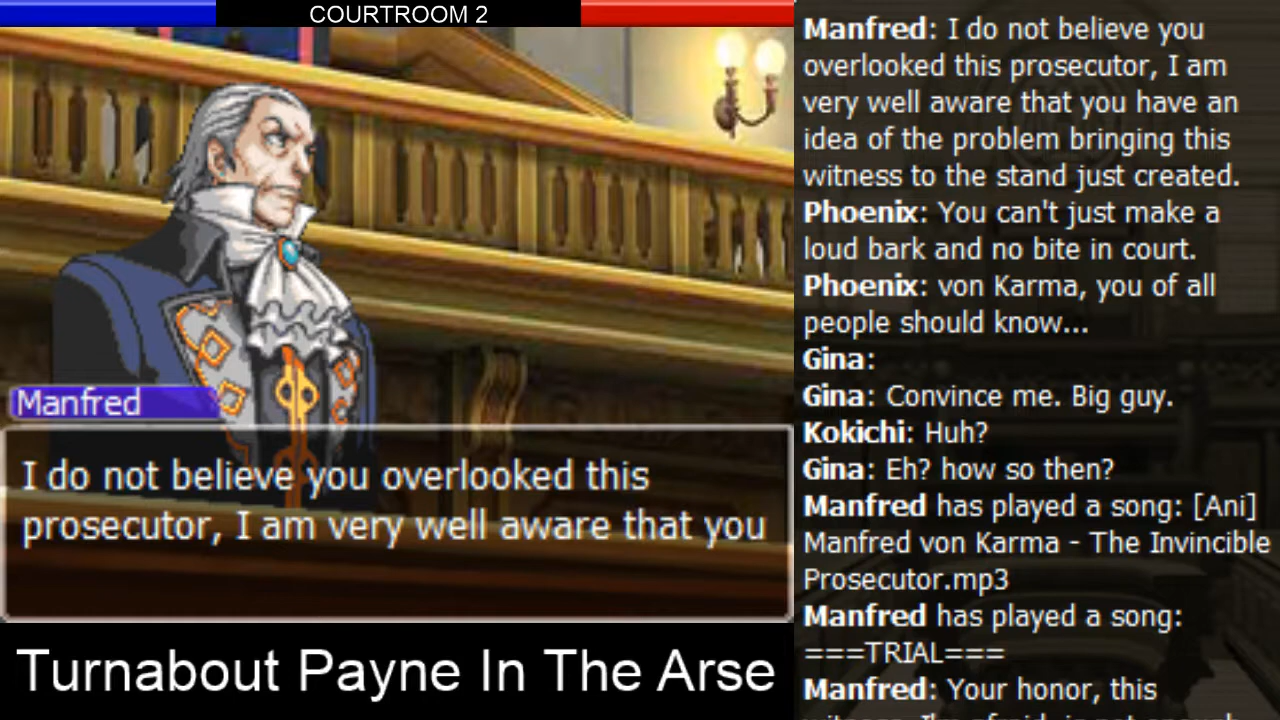 COURTROOM 2
Manfred
I do not believe you overlooked this
prosecutor, I am very well aware that you
Turnabout Payne In The Arse
Manfred: I do not believe you
overlooked this prosecutor, I am
very well aware that you have an
idea of the problem bringing this
witness to the stand just created.
Phoenix: You can't just make a
loud bark and no bite in court.
Phoenix: von Karma, you of all
people should know...
Gina:
Gina: Convince me. Big guy.
Kokichi: Huh?
Gina: Eh? how so then?
Manfred has played a song: [Ani]
Manfred von Karma - The Invincible
Prosecutor.mp3
Manfred has played a song:
===TRIAL===
Manfred: Your honor, this